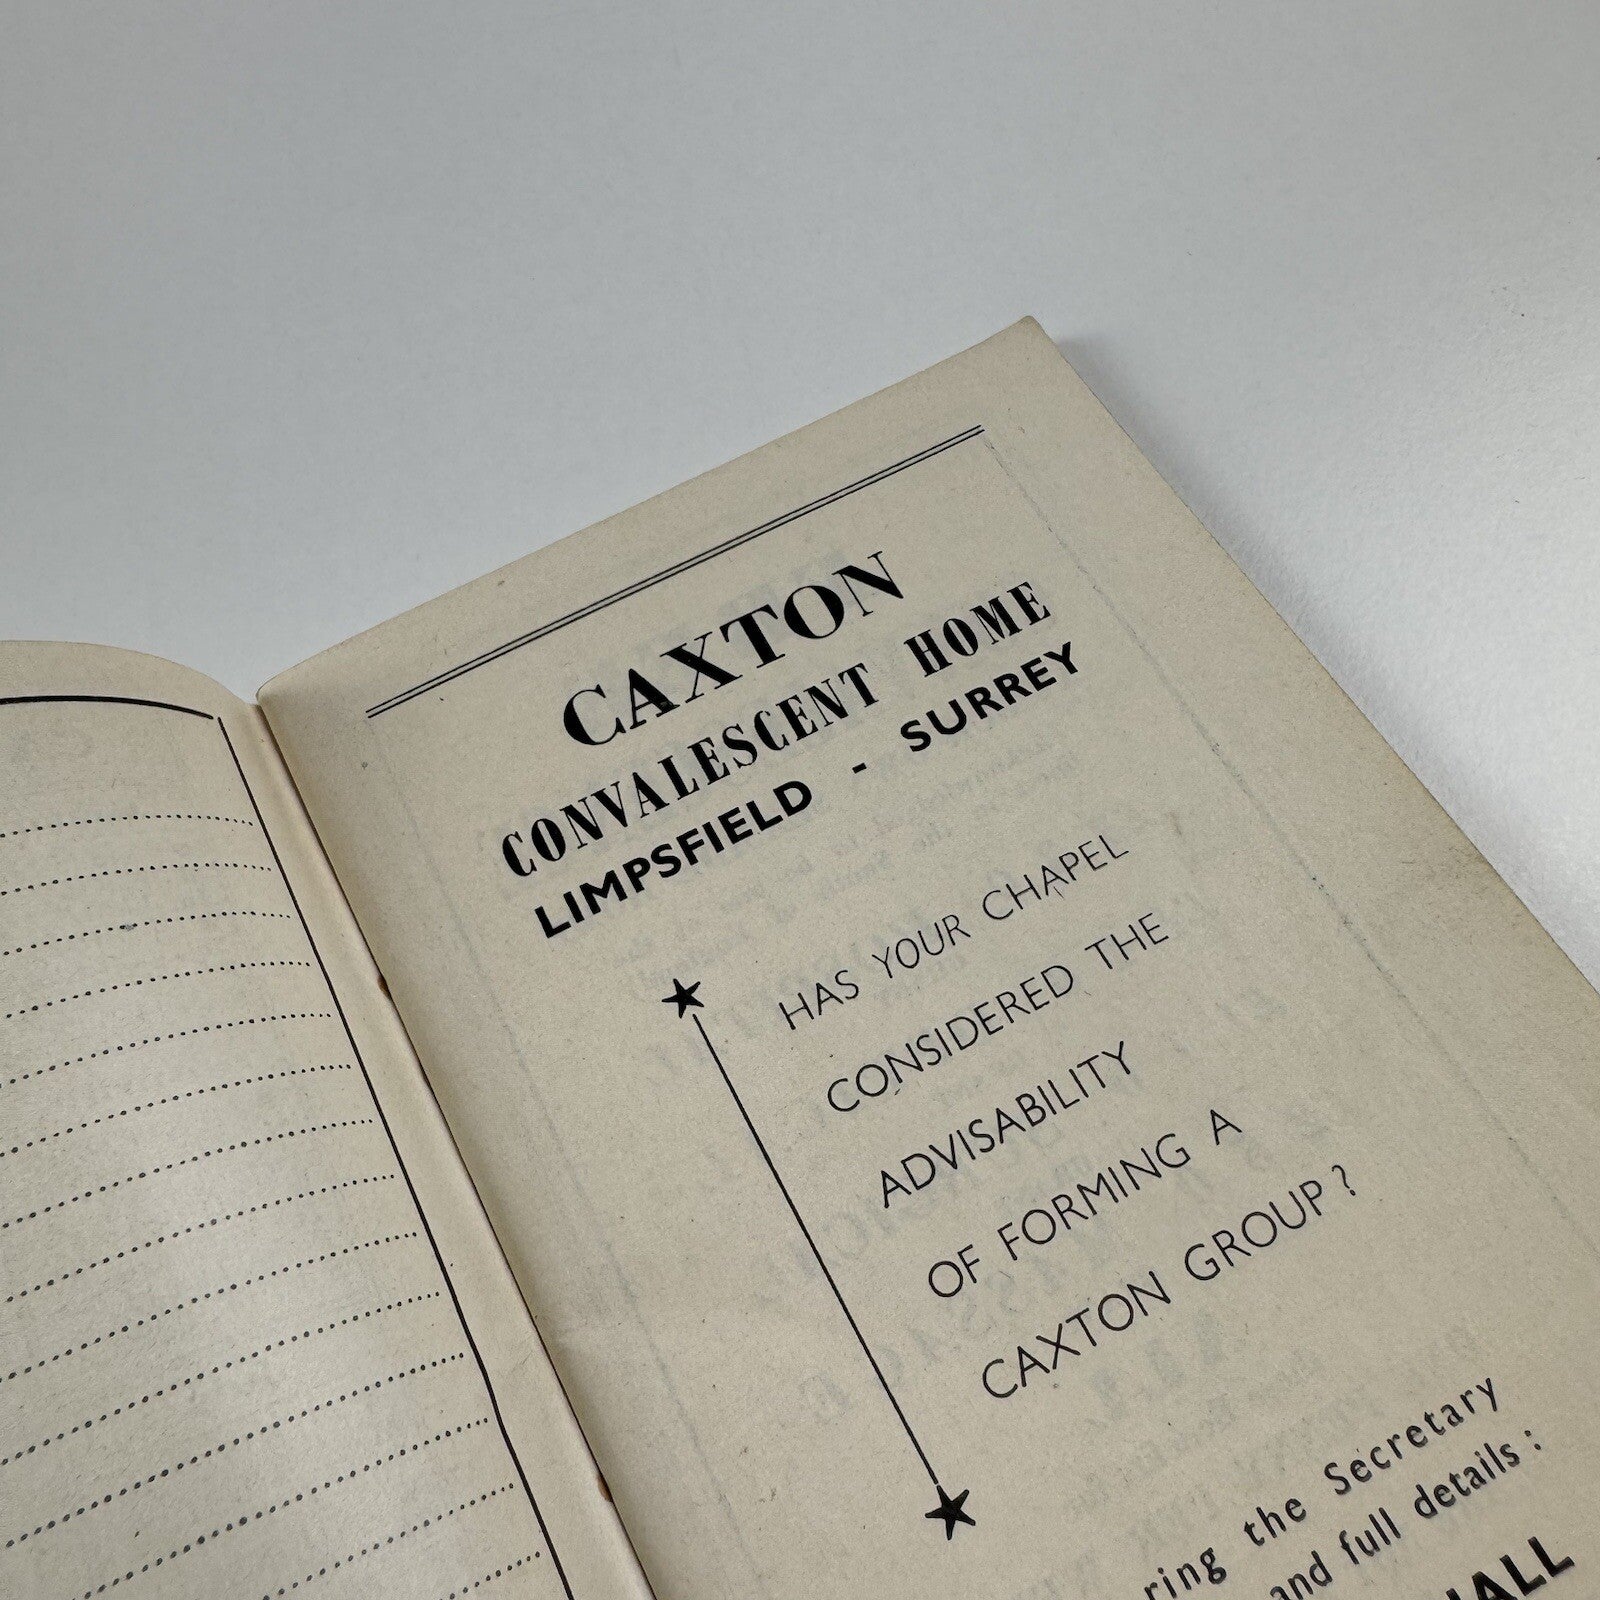 CAXTON
CONVALESCENT HOME
LIMPSFIELD - SURREY
HAS YOUR CHAPEL
CONSIDERED THE
ADVISABILITY
OF FORMING A
CAXTON GROUP ?
the Secretary
and full details :